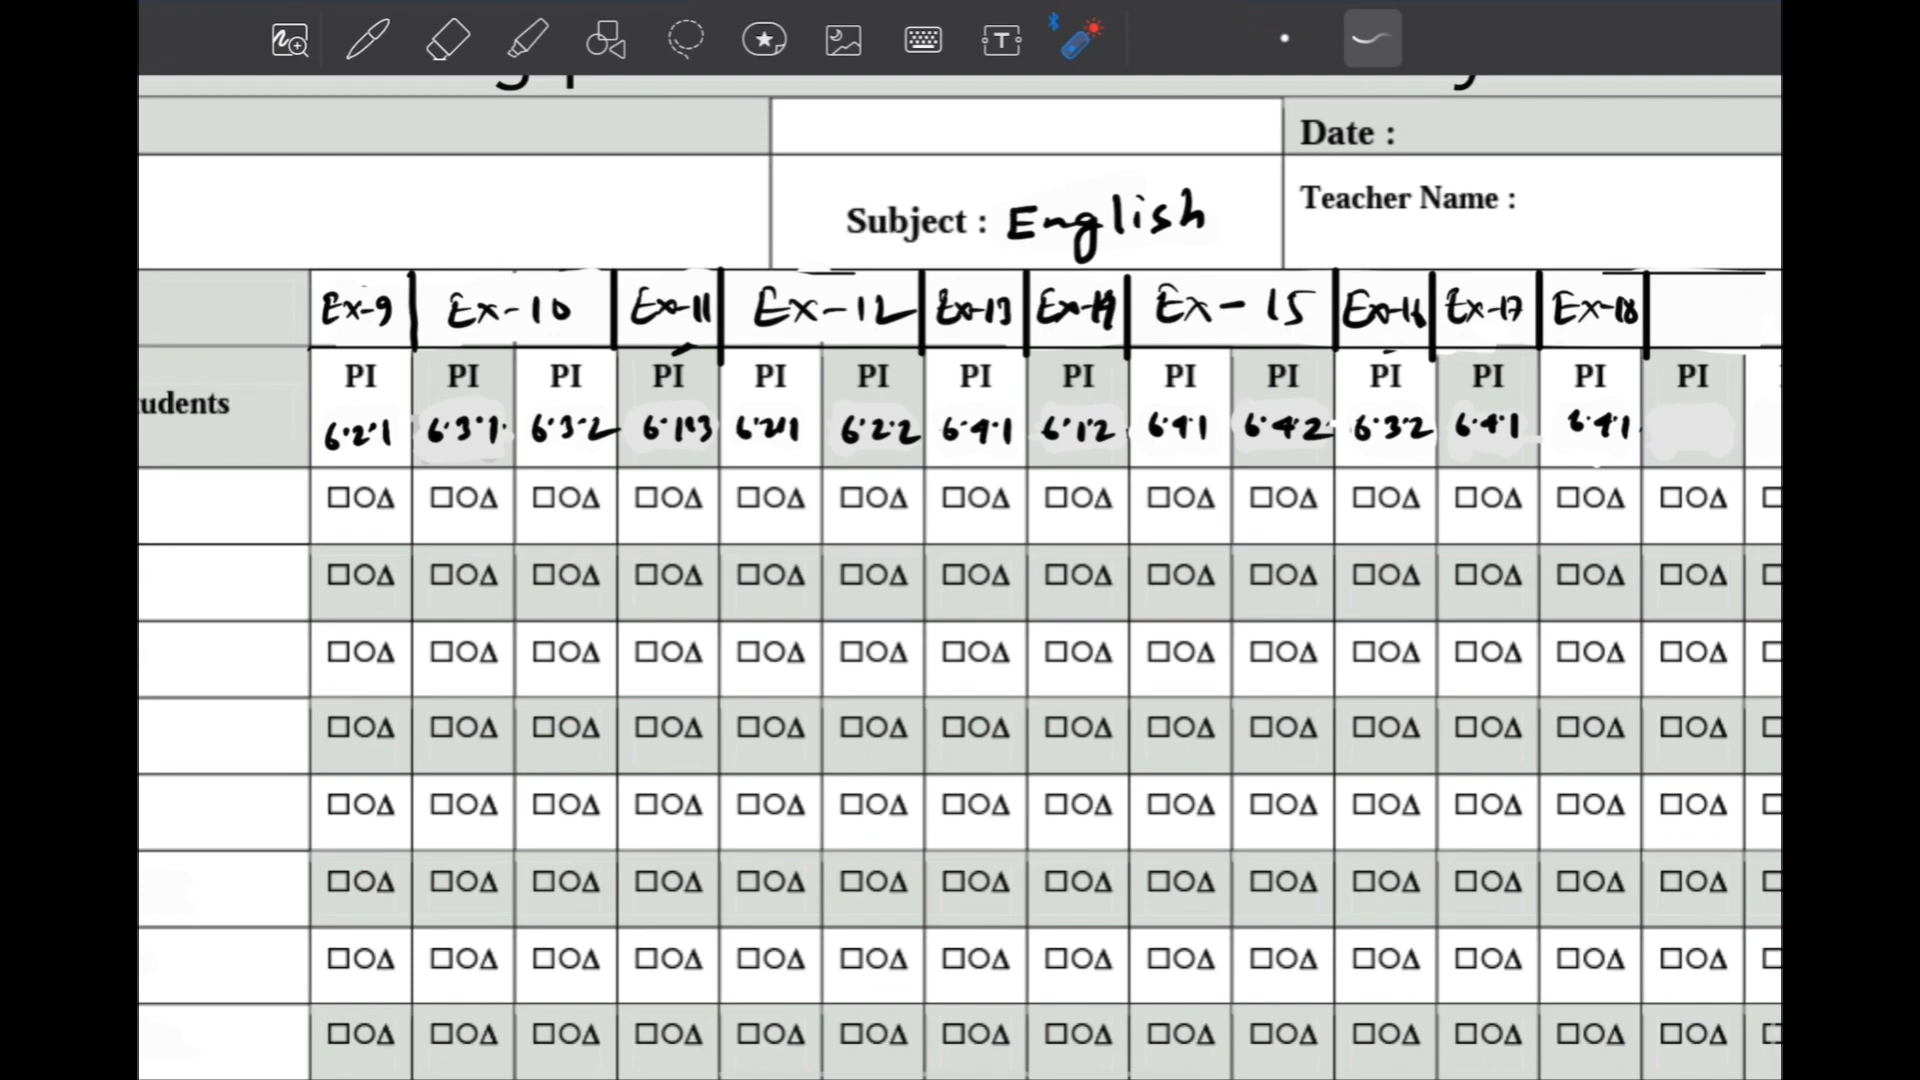 Date :
Subject : English
Teacher Name :
Ex-9 Ex-10 Ex-11 Ex-12 Ex-13 Ex-14 Ex-15 Ex-16 Ex-17 Ex-18
PI PI PI PI PI PI PI PI PI PI PI PI PI PI
udents
6.2.1 6.3.1 6.3.2 6.1.3 6.2.1 6.2.2 6.4.1 6.1.2 6.4.1 6.4.2 6.3.2 6.4.1 6.4.1